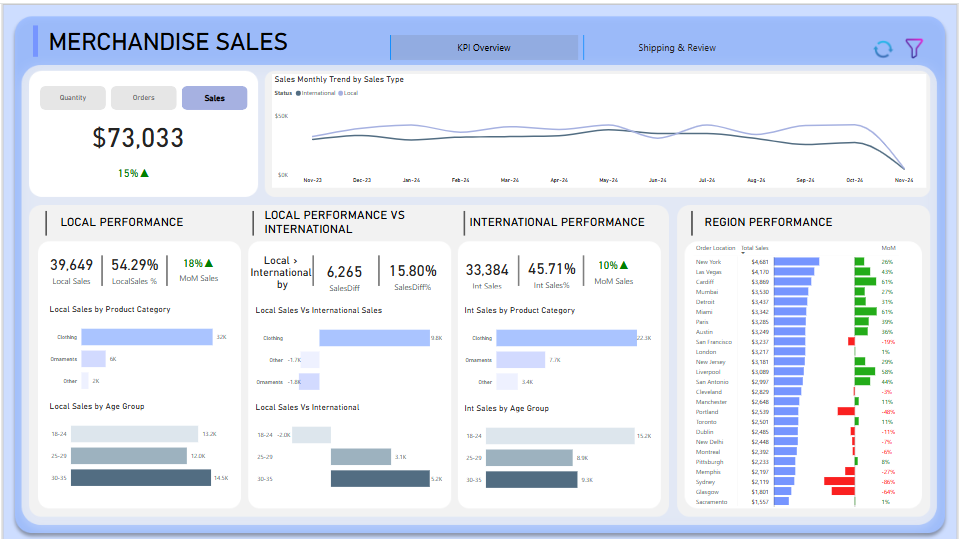 MERCHANDISE SALES
KPI Overview
Shipping & Review
Quantity
Orders
Sales
$73,033
15%
Sales Monthly Trend by Sales Type
Status International Local
$50K
$0K
Nov-23 Dec-23 Jan-24 Feb-24 Mar-24 Apr-24 May-24 Jun-24 Jul-24 Aug-24 Sep-24 Oct-24 Nov-24
LOCAL PERFORMANCE
39,649
Local Sales
54.29%
LocalSales %
18%
MoM Sales
Local Sales by Product Category
Clothing 32K
Ornaments 6K
Other 2K
Local Sales by Age Group
18-24 13.2K
25-29 12.0K
30-35 14.5K
LOCAL PERFORMANCE VS
INTERNATIONAL
Local >
International
by
6,265
SalesDiff
15.80%
SalesDiff%
Local Sales Vs International Sales
Clothing 9.8K
Other -1.7K
Ornaments -1.8K
Local Sales Vs International
18-24 -2.0K
25-29 3.1K
30-35 5.2K
INTERNATIONAL PERFORMANCE
33,384
Int Sales
45.71%
Int Sales%
10%
MoM Sales
Int Sales by Product Category
Clothing 22.3K
Ornaments 7.7K
Other 3.4K
Int Sales by Age Group
18-24 15.2K
25-29 8.9K
30-35 9.3K
REGION PERFORMANCE
Order Location Total Sales MoM
New York $4,681 26%
Las Vegas $4,170 43%
Cardiff $3,869 61%
Mumbai $3,530 27%
Detroit $3,437 31%
Miami $3,342 61%
Paris $3,285 39%
Austin $3,249 36%
San Francisco $3,237 -19%
London $3,217 1%
New Jersey $3,181 29%
Liverpool $3,089 58%
San Antonio $2,997 44%
Cleveland $2,829 -3%
Manchester $2,648 11%
Portland $2,539 -48%
Toronto $2,501 11%
Dublin $2,485 -11%
New Delhi $2,448 -7%
Montreal $2,392 -6%
Pittsburgh $2,233 8%
Memphis $2,197 -27%
Sydney $2,119 -86%
Glasgow $1,801 -64%
Sacramento $1,557 1%